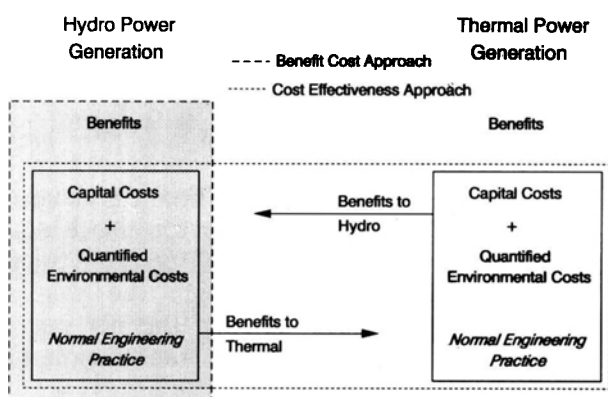 Hydro Power
Generation
Thermal Power
Generation
Benefit Cost Approach
Cost Effectiveness Approach
Benefits
Benefits
Capital Costs
+
Quantified
Environmental Costs
Normal Engineering
Practice
Benefits to
Hydro
Benefits to
Thermal
Capital Costs
+
Quantified
Environmental Costs
Normal Engineering
Practice